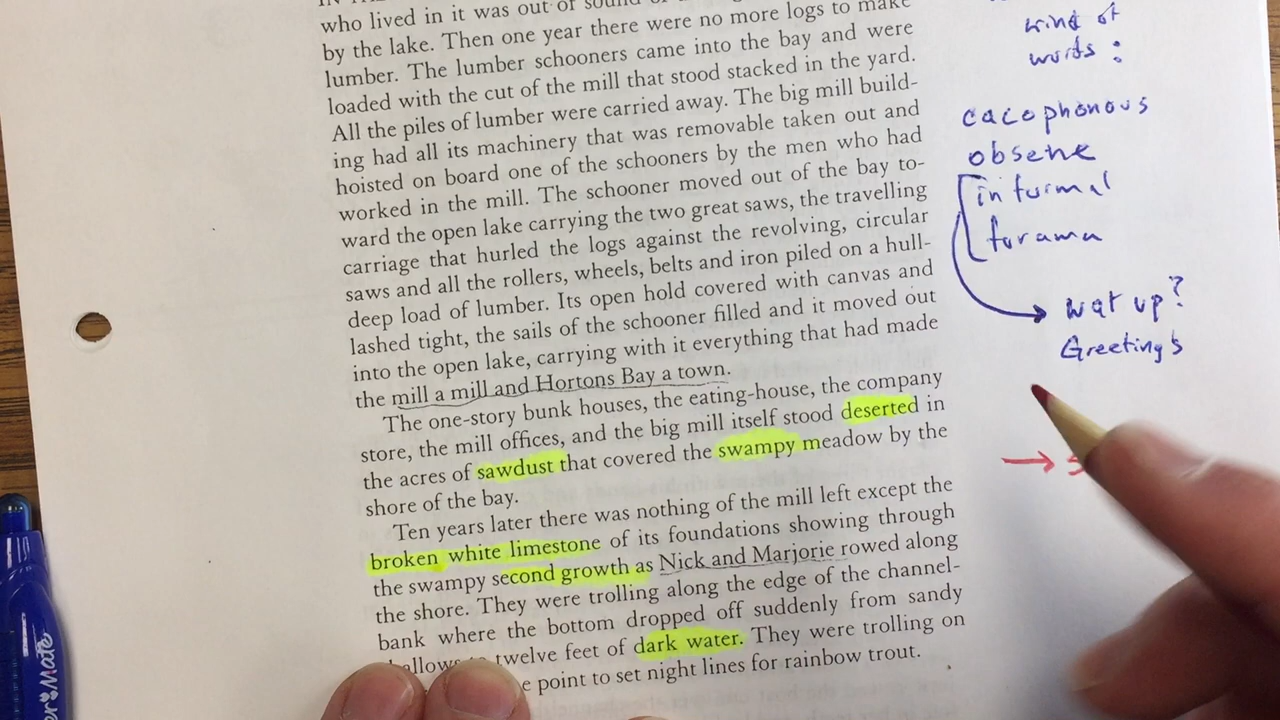 who lived in it was out of sound of
by the lake. Then one year there were no more logs to make
lumber. The lumber schooners came into the bay and were
loaded with the cut of the mill that stood stacked in the yard.
All the piles of lumber were carried away. The big mill build-
ing had all its machinery that was removable taken out and
hoisted on board one of the schooners by the men who had
worked in the mill. The schooner moved out of the bay to-
ward the open lake carrying the two great saws, the travelling
carriage that hurled the logs against the revolving, circular
saws and all the rollers, wheels, belts and iron piled on a hull-
deep load of lumber. Its open hold covered with canvas and
lashed tight, the sails of the schooner filled and it moved out
into the open lake, carrying with it everything that had made
the mill a mill and Hortons Bay a town.
The one-story bunk houses, the eating-house, the company
store, the mill offices, and the big mill itself stood deserted in
the acres of sawdust that covered the swampy meadow by the
shore of the bay.
Ten years later there was nothing of the mill left except the
broken white limestone of its foundations showing through
the swampy second growth as Nick and Marjorie rowed along
the shore. They were trolling along the edge of the channel-
bank where the bottom dropped off suddenly from sandy
twelve feet of dark water. They were trolling on
point to set night lines for rainbow trout.
kind of
words:
cacophonous
obsene
informal
wat up?
Greetings
→
Mate